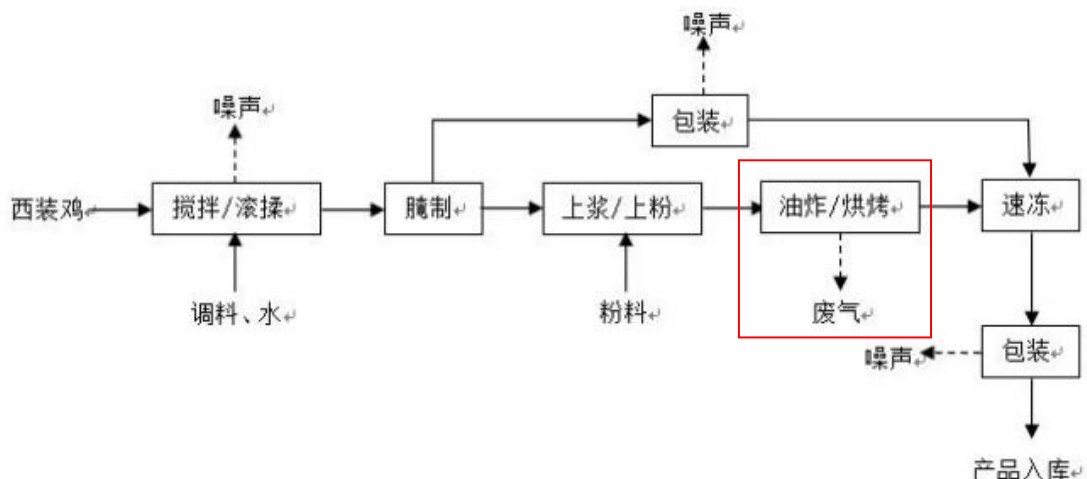 噪声
噪声
包装
西装鸡
搅拌/滚揉
腌制
上浆/上粉
油炸/烘烤
速冻
调料、水
粉料
废气
噪声
包装
产品入库